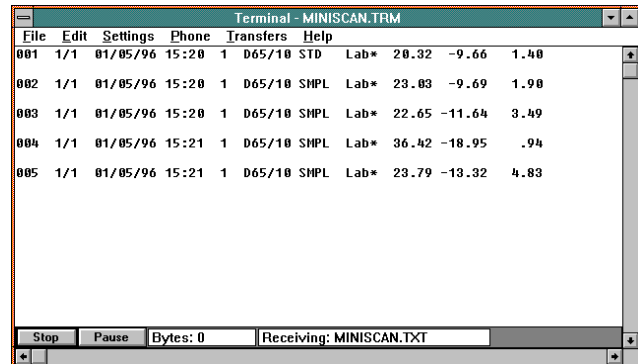 Terminal - MINISCAN.TRM
File Edit Settings Phone Transfers Help
001 1/1 01/05/96 15:20 1 D65/10 STD Lab* 20.32 -9.66 1.40
002 1/1 01/05/96 15:20 1 D65/10 SMPL Lab* 23.03 -9.69 1.90
003 1/1 01/05/96 15:20 1 D65/10 SMPL Lab* 22.65 -11.64 3.49
004 1/1 01/05/96 15:21 1 D65/10 SMPL Lab* 36.42 -18.95 .94
005 1/1 01/05/96 15:21 1 D65/10 SMPL Lab* 23.79 -13.32 4.83
Stop Pause Bytes: 0 Receiving: MINISCAN.TXT